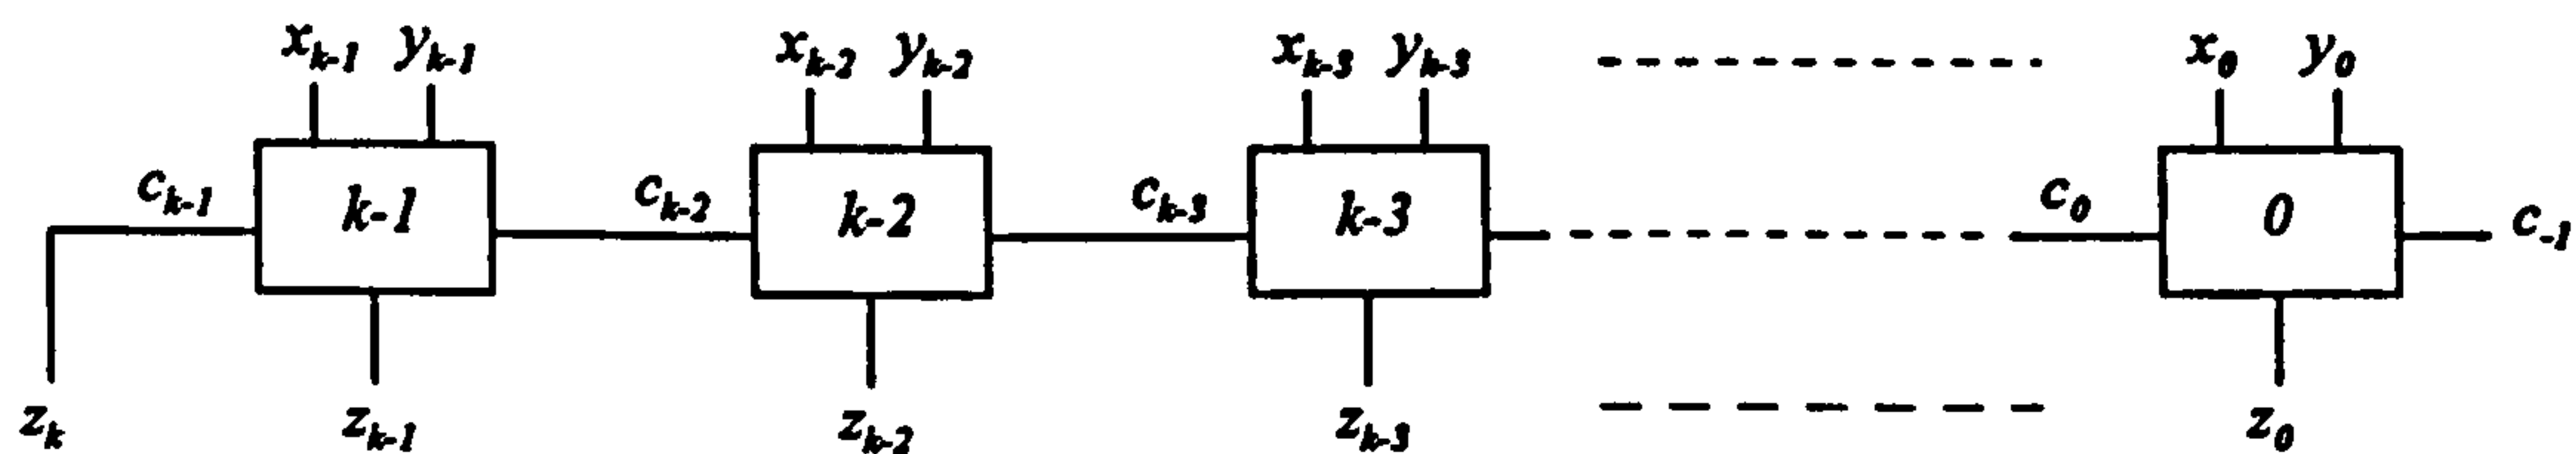 x_{k-1} y_{k-1} x_{k-2} y_{k-2} x_{k-3} y_{k-3} x_0 y_0
c_{k-1} k-1 c_{k-2} k-2 c_{k-3} k-3 c_0 0 c_{-1}
z_k z_{k-1} z_{k-2} z_{k-3} z_0